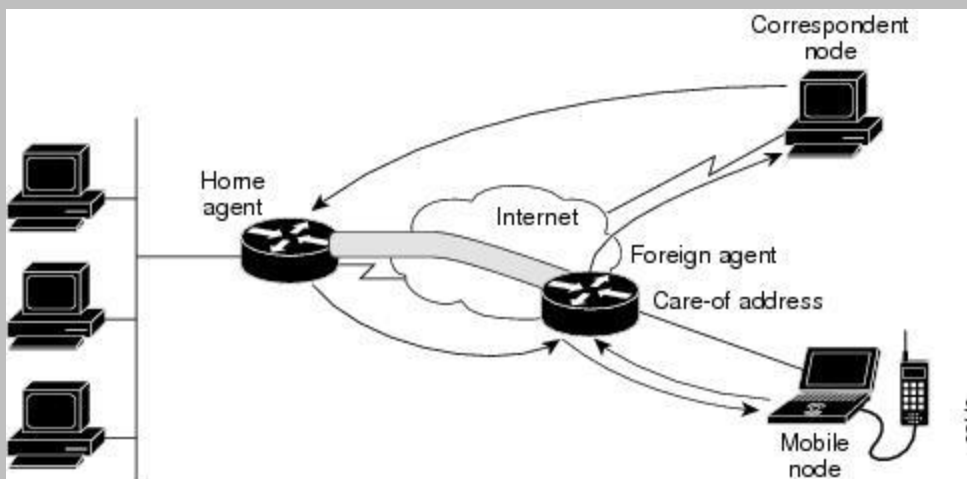 Correspondent
node
Home
agent
Internet
Foreign agent
Care-of address
Mobile
node